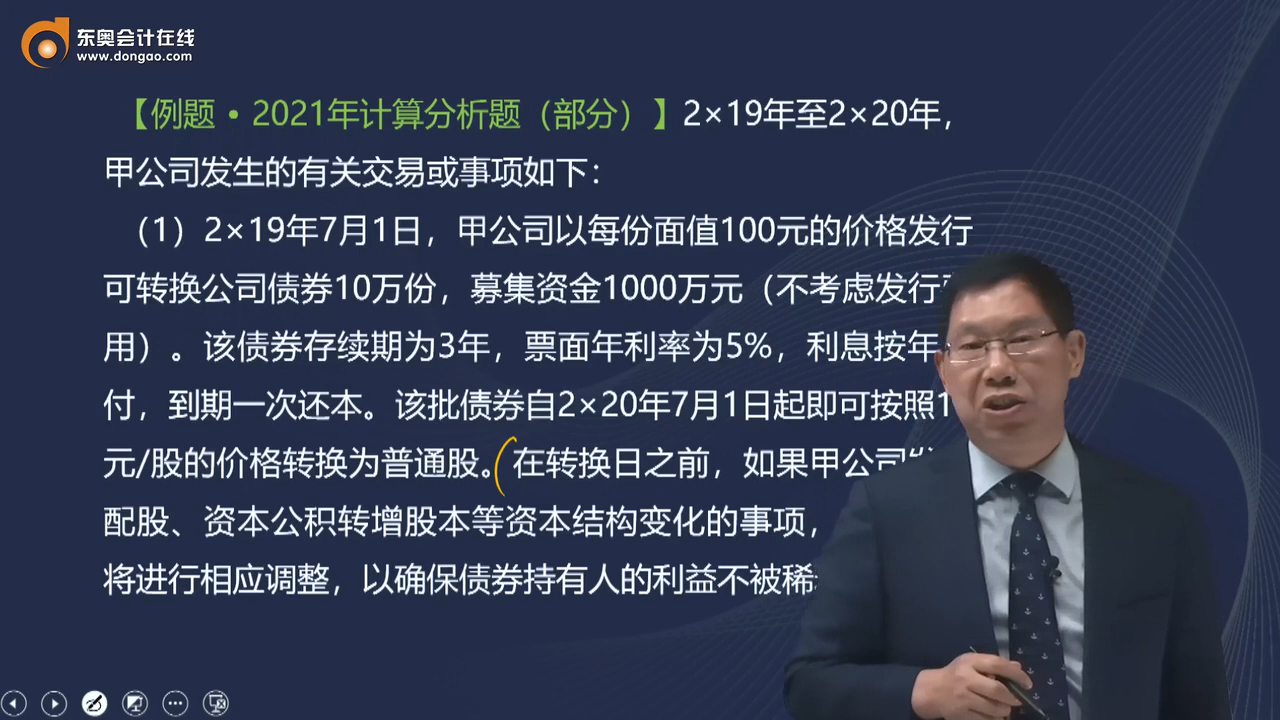 东奥会计在线
www.dongao.com
【例题•2021年计算分析题（部分）】2×19年至2×20年，
甲公司发生的有关交易或事项如下：
（1）2×19年7月1日，甲公司以每份面值100元的价格发行
可转换公司债券10万份，募集资金1000万元（不考虑发行
用）。该债券存续期为3年，票面年利率为5%，利息按年
付，到期一次还本。该批债券自2×20年7月1日起即可按照1
元/股的价格转换为普通股。在转换日之前，如果甲公司
配股、资本公积转增股本等资本结构变化的事项，
将进行相应调整，以确保债券持有人的利益不被稀